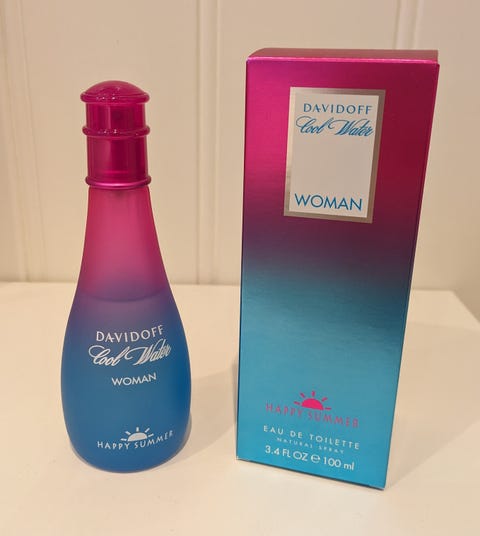 DAVIDOFF
Cool Water
WOMAN
HAPPY SUMMER
DAVIDOFF
Cool Water
WOMAN
HAPPY SUMMER
EAU DE TOILETTE
NATURAL SPRAY
3.4 FL OZ ℮ 100 ml